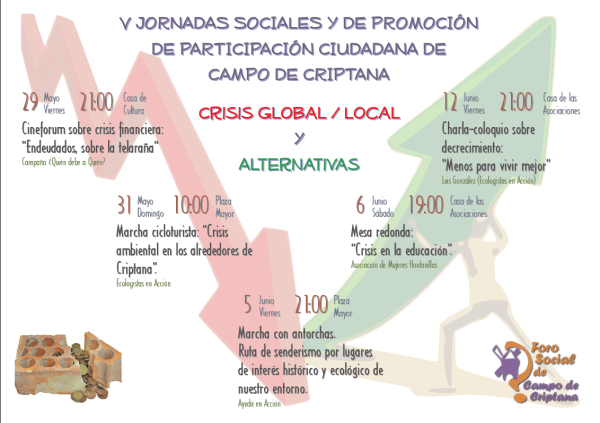 V JORNADAS SOCIALES Y DE PROMOCIÓN
DE PARTICIPACIÓN CIUDADANA DE
CAMPO DE CRIPTANA
CRISIS GLOBAL / LOCAL
Y
ALTERNATIVAS
29 Mayo Viernes 21:00 Casa de Cultura
Cineforum sobre crisis financiera:
"Endeudados, sobre la telaraña"
Campaña ¿Quién debe a Quién?
12 Junio Viernes 21:00 Casa de las Asociaciones
Charla-coloquio sobre
decrecimiento:
"Menos para vivir mejor"
Luis González (Ecologistas en Acción)
31 Mayo Domingo 10:00 Plaza Mayor
Marcha cicloturista: "Crisis
ambiental en los alrededores de
Criptana".
Ecologistas en Acción
6 Junio Sábado 19:00 Casa de las Asociaciones
Mesa redonda:
"Crisis en la educación".
Asociación de Mujeres Hontanillas
5 Junio Viernes 21:00 Plaza Mayor
Marcha con antorchas.
Ruta de senderismo por lugares
de interés histórico y ecológico de
nuestro entorno.
Ayuda en Acción
Foro
Social
de
Campo de
Criptana